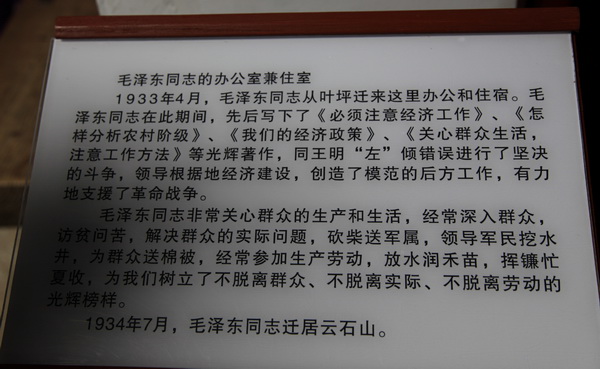 毛泽东同志的办公室兼住室
1933年4月，毛泽东同志从叶坪迁来这里办公和住宿。毛
泽东同志在此期间，先后写下了《必须注意经济工作》、《怎
样分析农村阶级》、《我们的经济政策》、《关心群众生活，
注意工作方法》等光辉著作，同王明“左”倾错误进行了坚决
的斗争，领导根据地经济建设，创造了模范的后方工作，有力
地支援了革命战争。
毛泽东同志非常关心群众的生产和生活，经常深入群众，
访贫问苦，解决群众的实际问题，砍柴送军属，领导军民挖水
井，为群众送棉被，经常参加生产劳动，放水润禾苗，挥镰忙
夏收，为我们树立了不脱离群众、不脱离实际、不脱离劳动的
光辉榜样。
1934年7月，毛泽东同志迁居云石山。